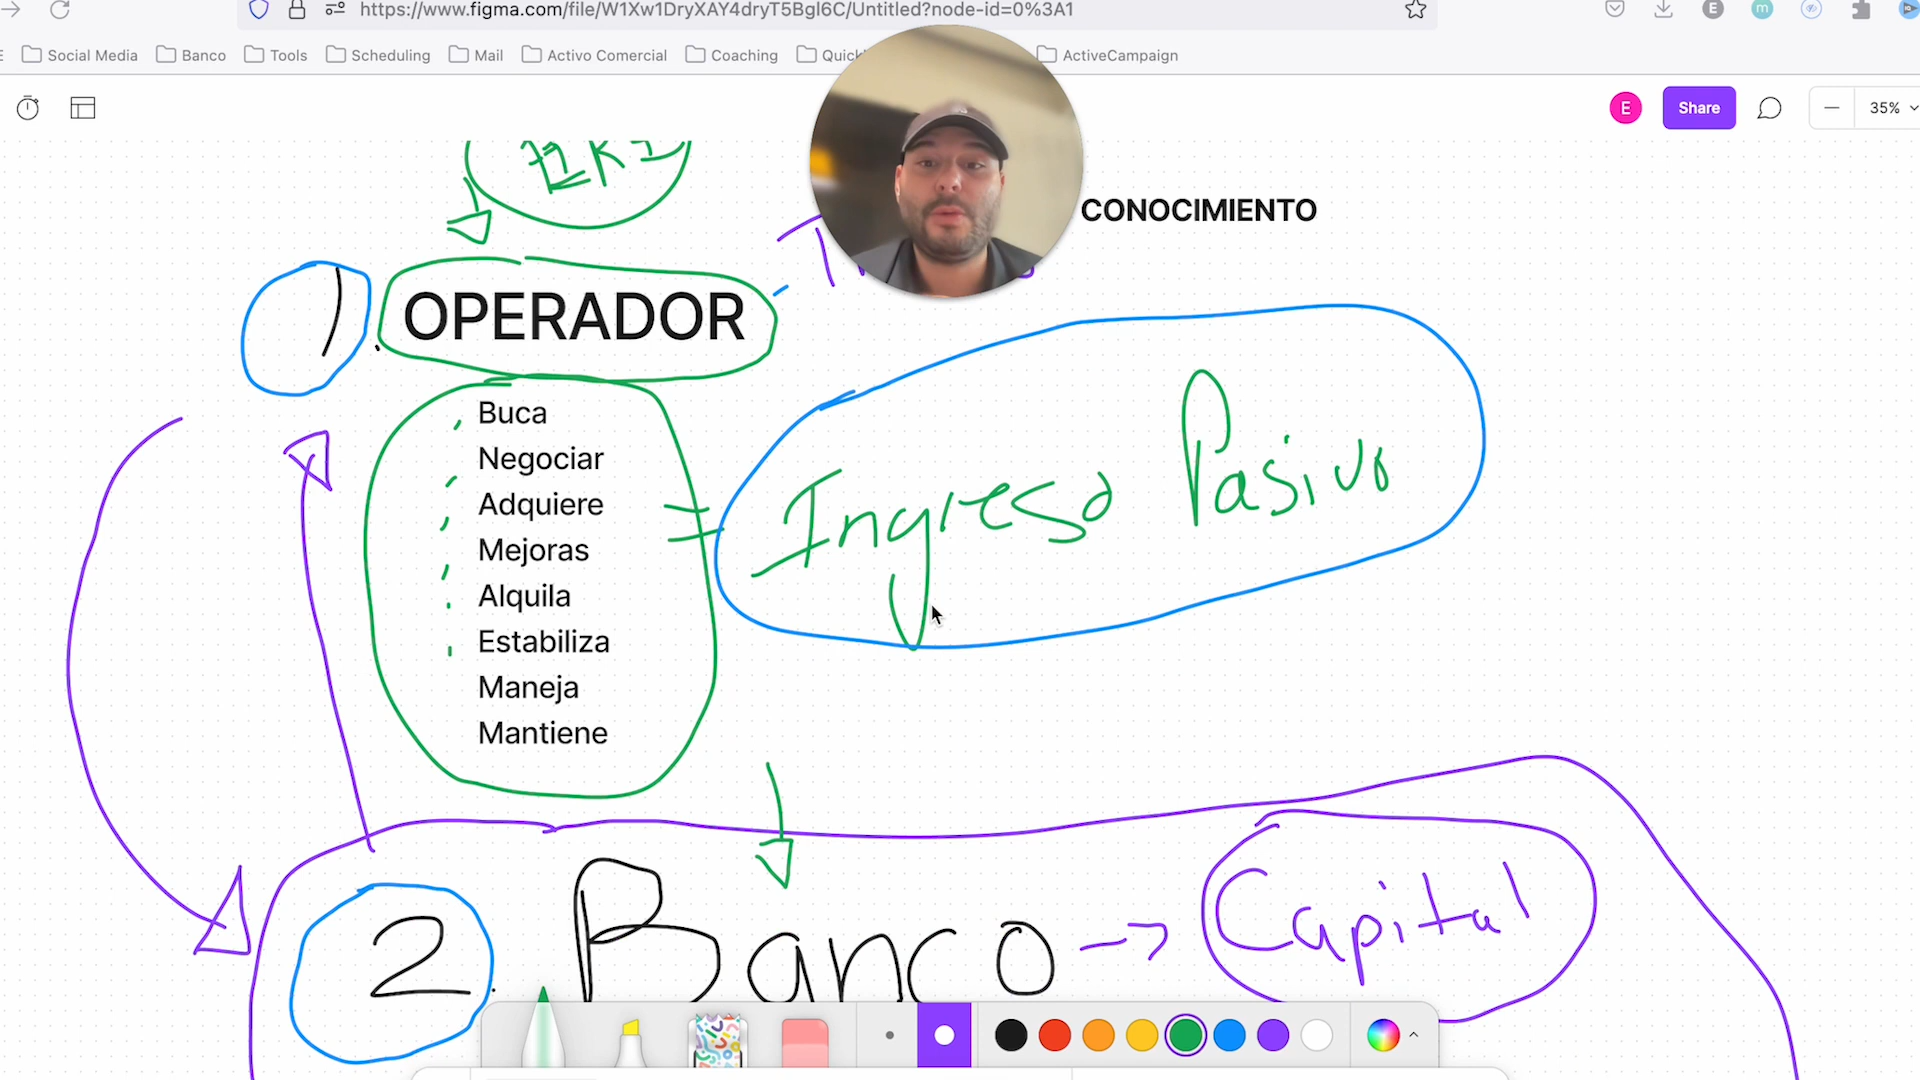 https://www.figma.com/file/W1Xw1DryXAY4dryT5Bgl6C/Untitled?node-id=0%3A1
Social Media
Banco
Tools
Scheduling
Mail
Activo Comercial
Coaching
ActiveCampaign
E
Share
35%
CONOCIMIENTO
1.
OPERADOR
Buca
Negociar
Adquiere
Mejoras
Alquila
Estabiliza
Maneja
Mantiene
= Ingreso Pasivo
2. Banco → Capital